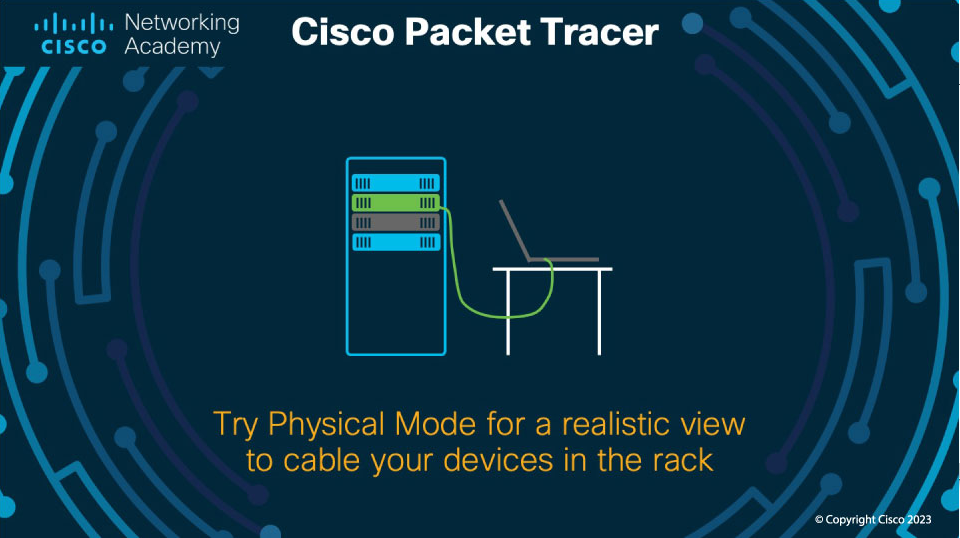 Networking
CISCO Academy
Cisco Packet Tracer
Try Physical Mode for a realistic view
to cable your devices in the rack
© Copyright Cisco 2023